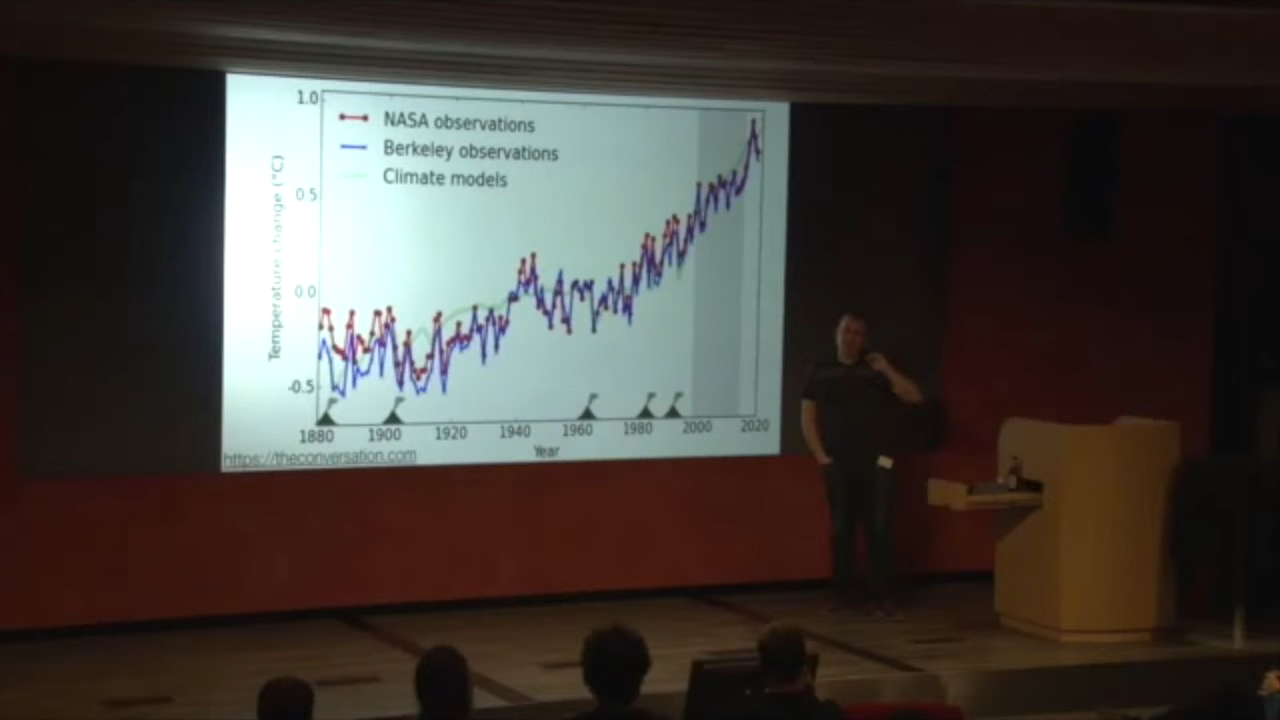 1.0
NASA observations
Berkeley observations
Climate models
0.5
0.0
-0.5
Temperature change (°C)
1880 1900 1920 1940 1960 1980 2000 2020
Year
https://theconversation.com